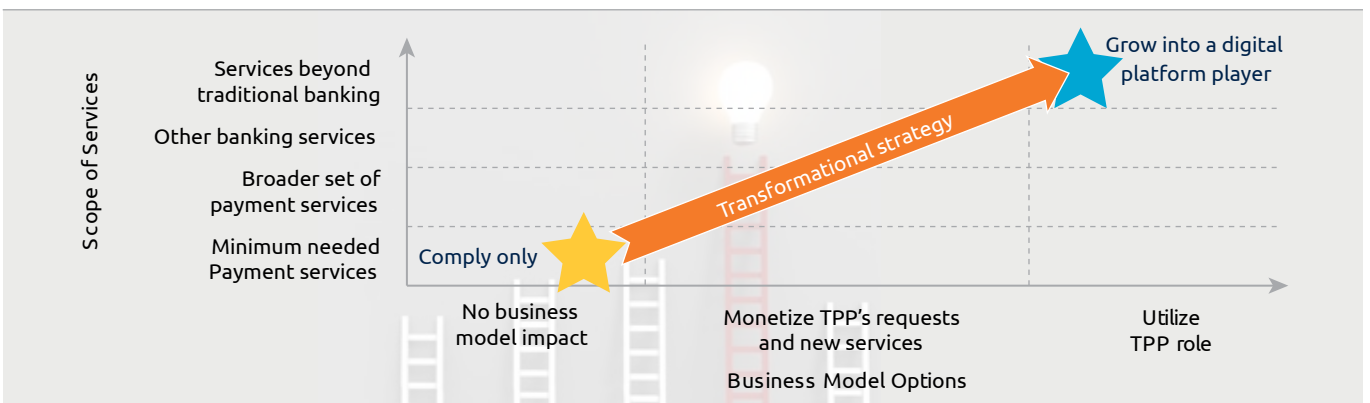 Scope of Services
Services beyond
traditional banking
Other banking services
Broader set of
payment services
Minimum needed
Payment services
Comply only
Transformational strategy
Grow into a digital
platform player
No business
model impact
Monetize TPP’s requests
and new services
Utilize
TPP role
Business Model Options